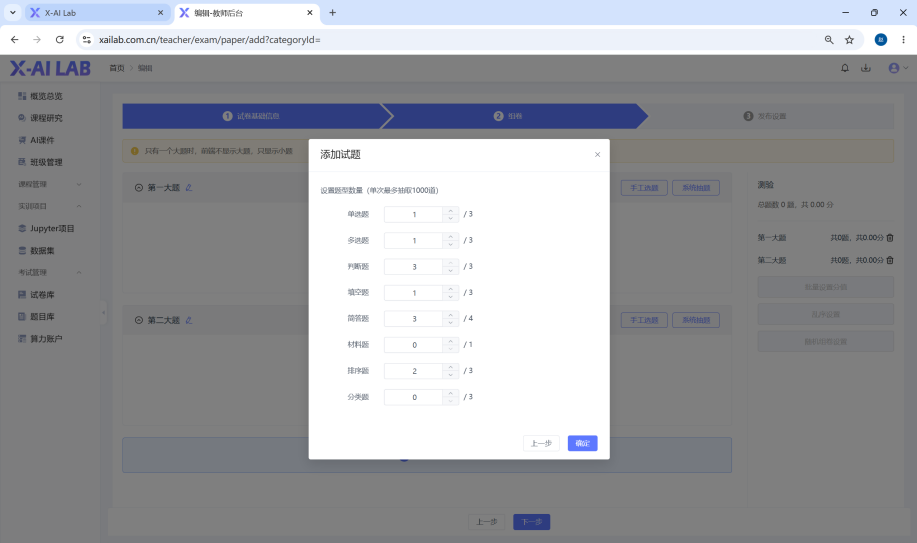 X-AI Lab
编辑-教师后台
xailab.com.cn/teacher/exam/paper/add?categoryId=
X-AI LAB
首页 > 编辑
概览总览
课程研究
AI课件
班级管理
课程管理
实训项目
Jupyter项目
数据集
考试管理
试卷库
题目库
算力账户
1 试卷基础信息
2 组卷
3 发布设置
只有一个大题时，前端不显示大题，只显示小题
第一大题
手工选题
系统抽题
第二大题
手工选题
系统抽题
测验
总题数 0 题，共 0.00 分
第一大题 共0题，共0.00分
第二大题 共0题，共0.00分
批量设置分数
排序设置
添加试题
设置题型数量（单次最多抽取1000道）
单选题 1 / 3
多选题 1 / 3
判断题 3 / 3
填空题 1 / 3
简答题 3 / 4
材料题 0 / 1
排序题 2 / 3
分类题 0 / 3
上一步
确定
上一步
下一步